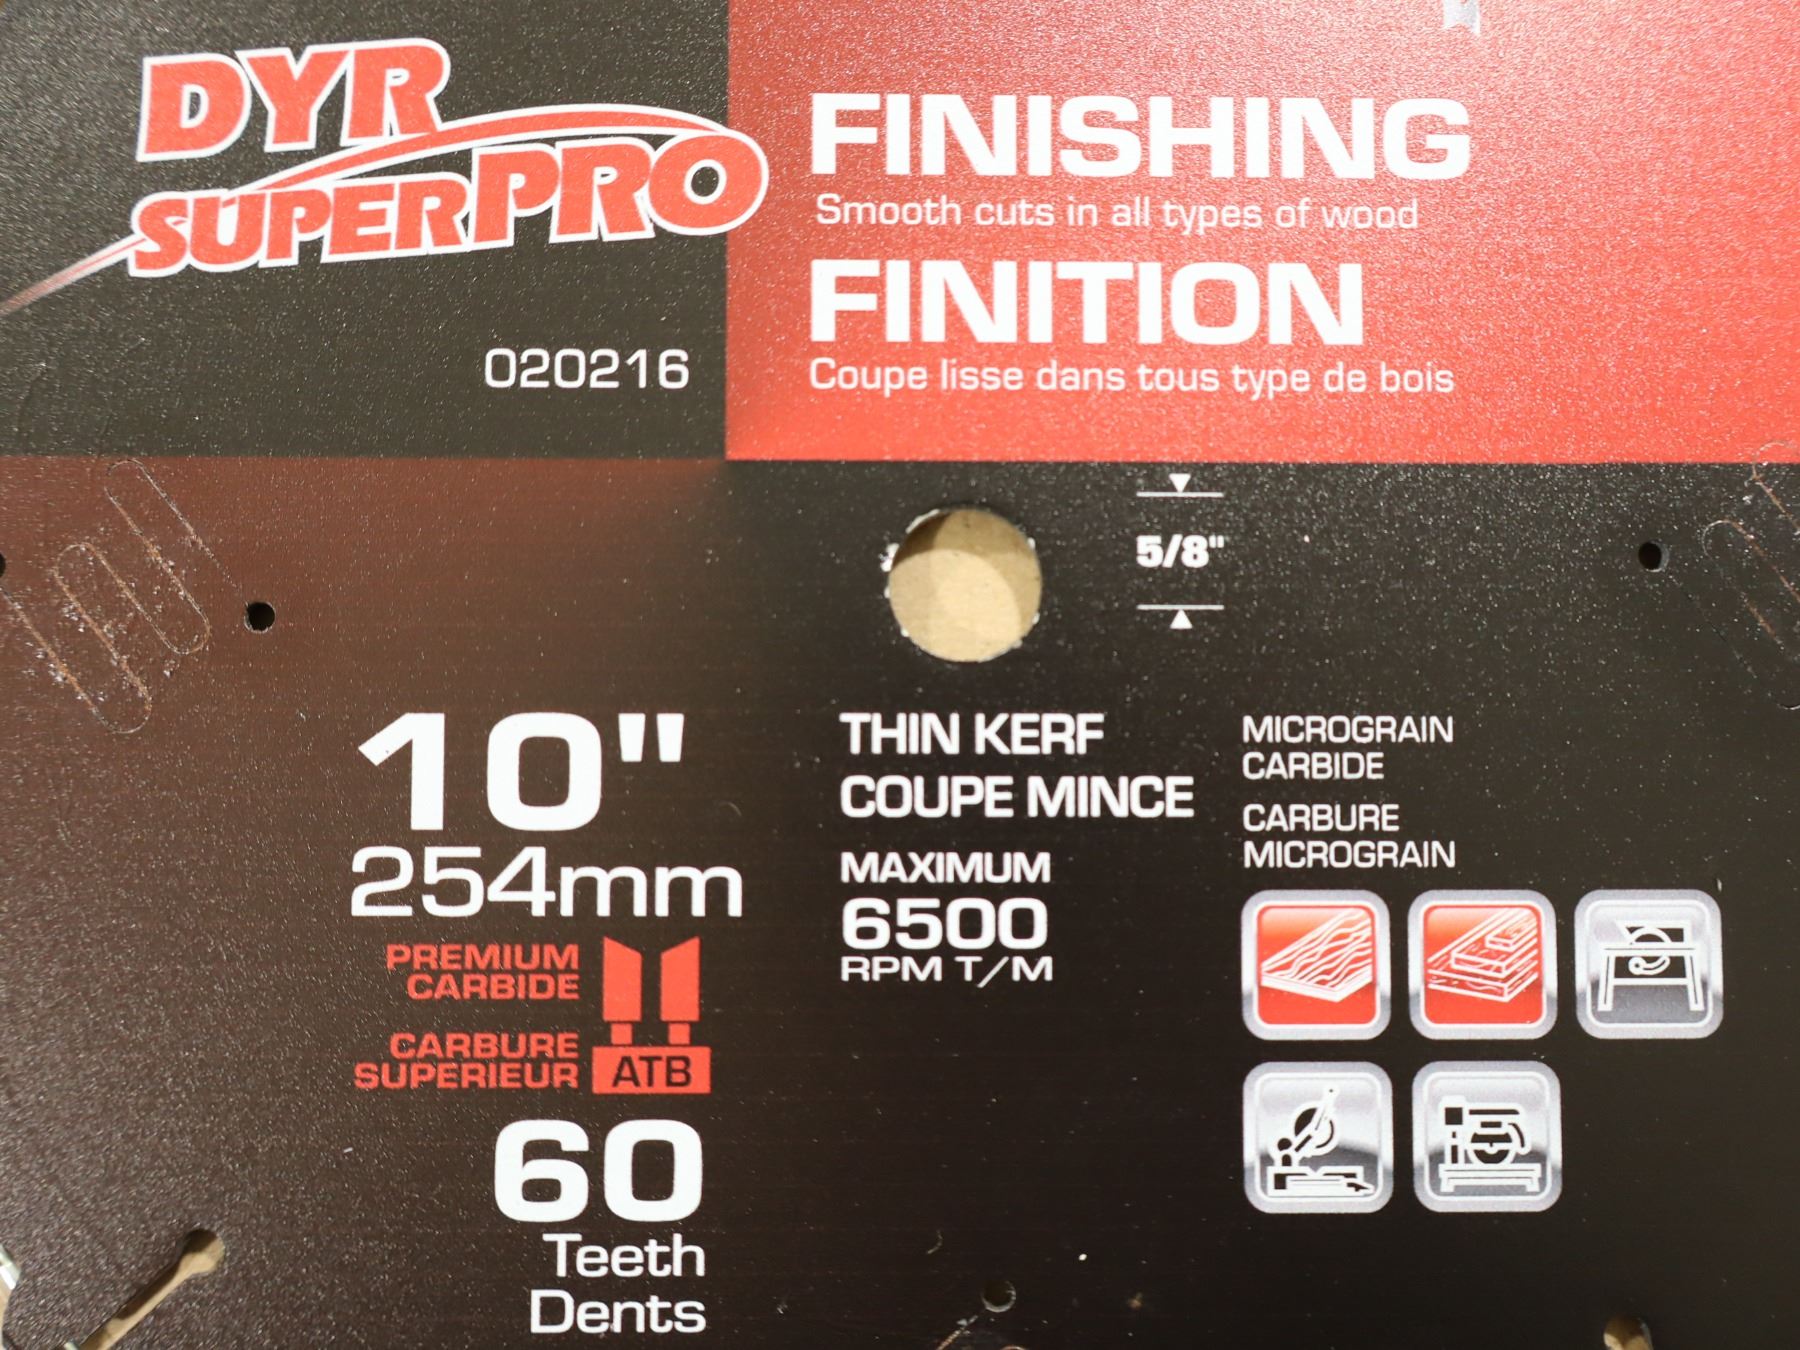 DYR
SUPERPRO
020216
FINISHING
Smooth cuts in all types of wood
FINITION
Coupe lisse dans tous type de bois
5/8"
10"
254mm
PREMIUM
CARBIDE
CARBURE
SUPERIEUR
ATB
60
Teeth
Dents
THIN KERF
COUPE MINCE
MAXIMUM
6500
RPM T/M
MICROGRAIN
CARBIDE
CARBURE
MICROGRAIN